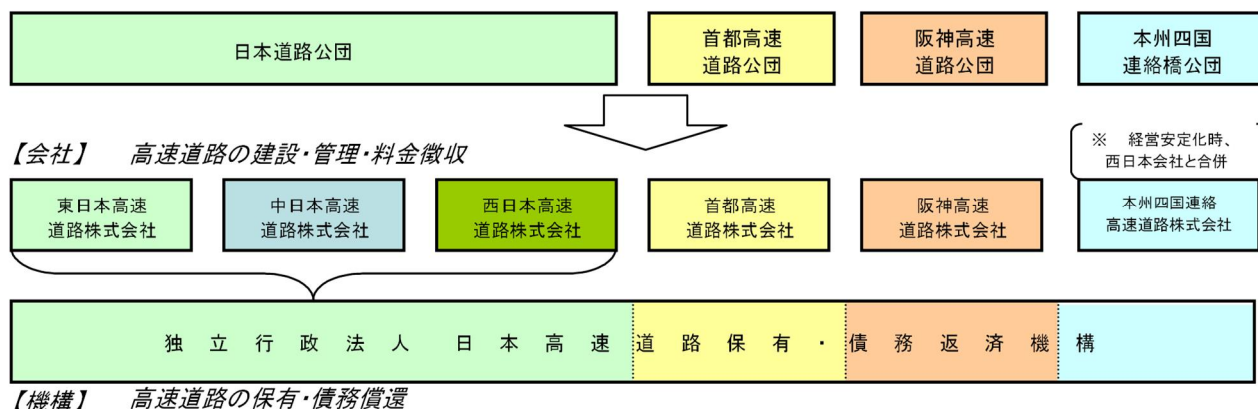 日本道路公団
首都高速
道路公団
阪神高速
道路公団
本州四国
連絡橋公団
※　経営安定化時、
西日本会社と合併
【会社】　高速道路の建設・管理・料金徴収
東日本高速
道路株式会社
中日本高速
道路株式会社
西日本高速
道路株式会社
首都高速
道路株式会社
阪神高速
道路株式会社
本州四国連絡
高速道路株式会社
独立行政法人 日本高速道路保有・債務返済機構
【機構】　高速道路の保有・債務償還